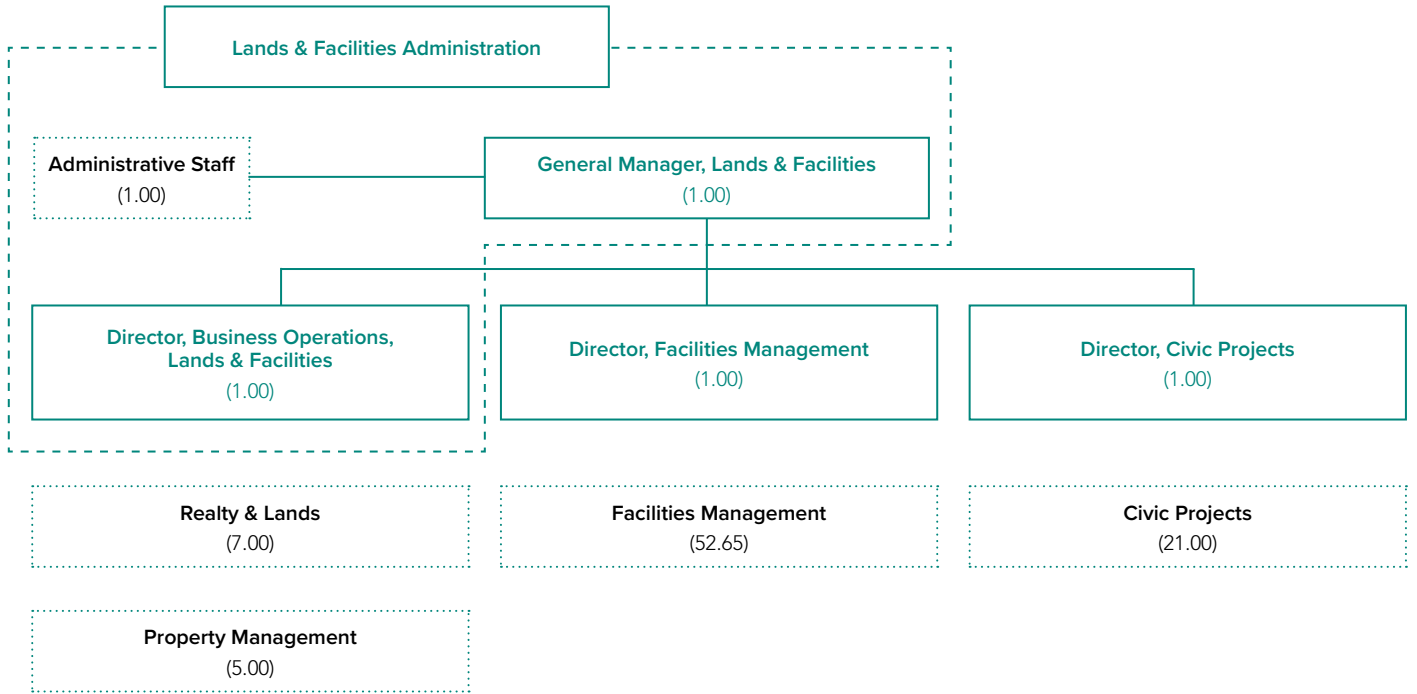 Lands & Facilities Administration
Administrative Staff
(1.00)
General Manager, Lands & Facilities
(1.00)
Director, Business Operations,
Lands & Facilities
(1.00)
Director, Facilities Management
(1.00)
Director, Civic Projects
(1.00)
Realty & Lands
(7.00)
Facilities Management
(52.65)
Civic Projects
(21.00)
Property Management
(5.00)